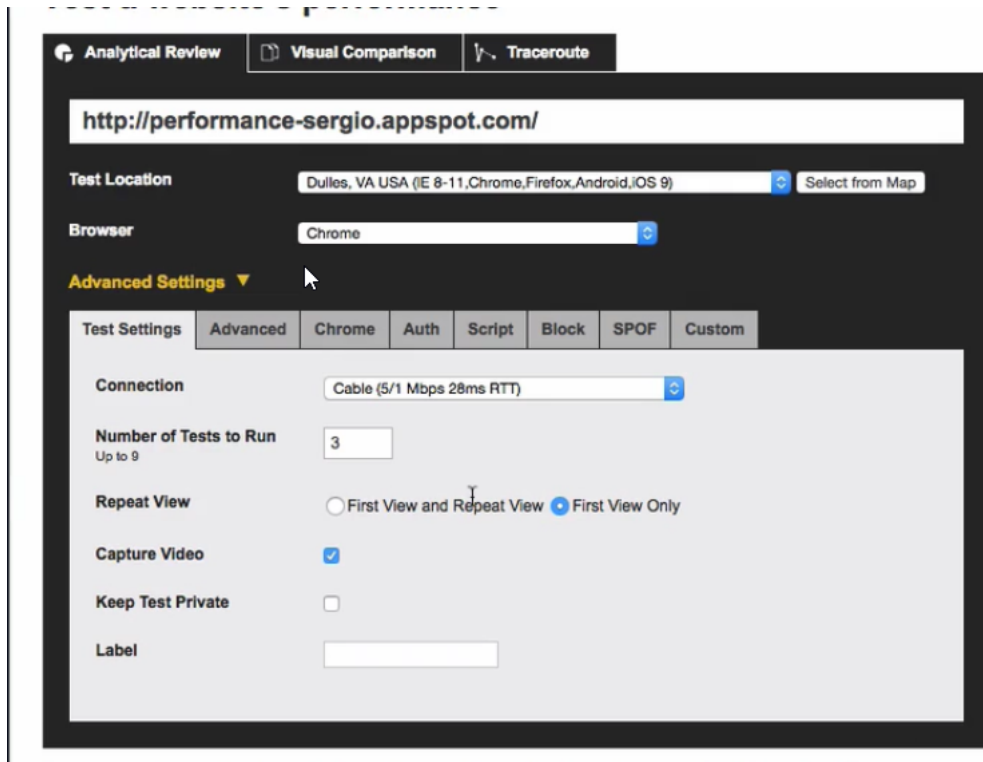 Analytical Review Visual Comparison Traceroute
http://performance-sergio.appspot.com/
Test Location Dulles, VA USA (IE 8-11,Chrome,Firefox,Android,iOS 9) Select from Map
Browser Chrome
Advanced Settings ▼
Test Settings Advanced Chrome Auth Script Block SPOF Custom
Connection Cable (5/1 Mbps 28ms RTT)
Number of Tests to Run 3
Up to 9
Repeat View First View and Repeat View First View Only
Capture Video
Keep Test Private
Label